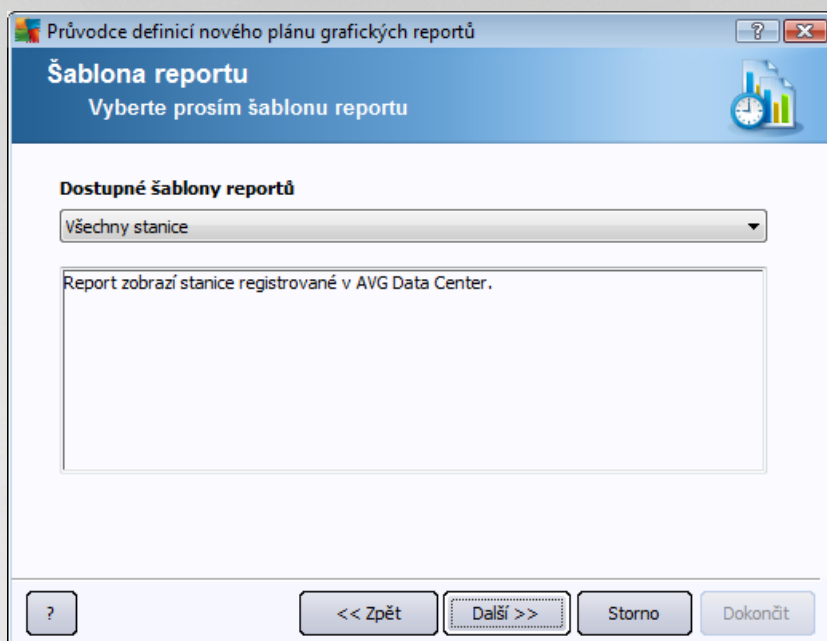 Průvodce definicí nového plánu grafických reportů
?
Šablona reportu
Vyberte prosím šablonu reportu
Dostupné šablony reportů
Všechny stanice
Report zobrazí stanice registrované v AVG Data Center.
? << Zpět Další >> Storno Dokončit